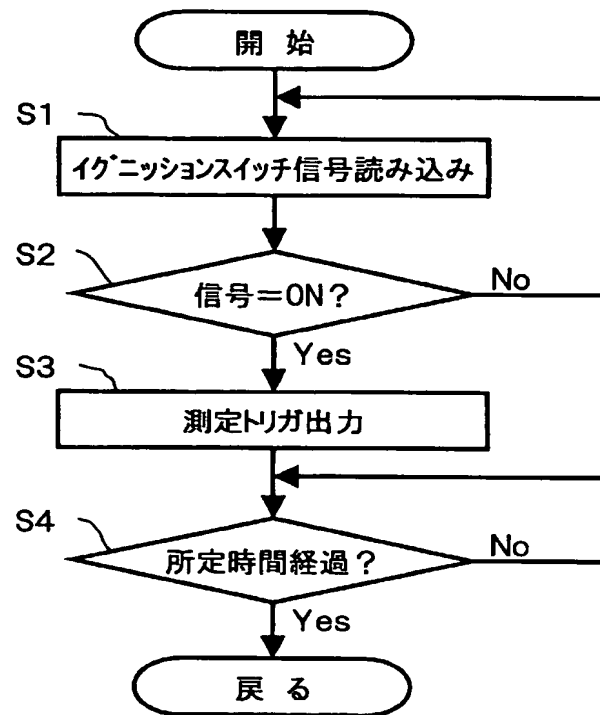 開 始
S1
イグニッションスイッチ信号読み込み
S2
信号=ON?
No
Yes
S3
測定トリガ出力
S4
所定時間経過?
No
Yes
戻 る